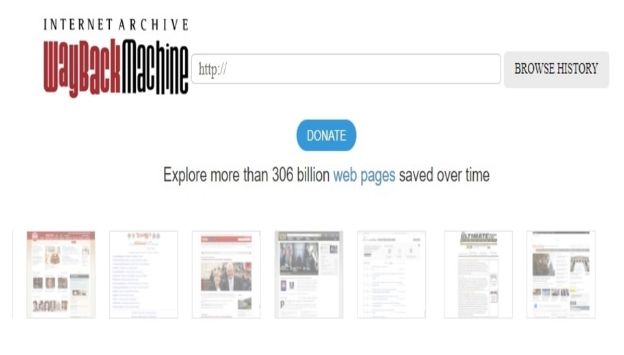 INTERNET ARCHIVE
WayBackMachine
http://
BROWSE HISTORY
DONATE
Explore more than 306 billion web pages saved over time